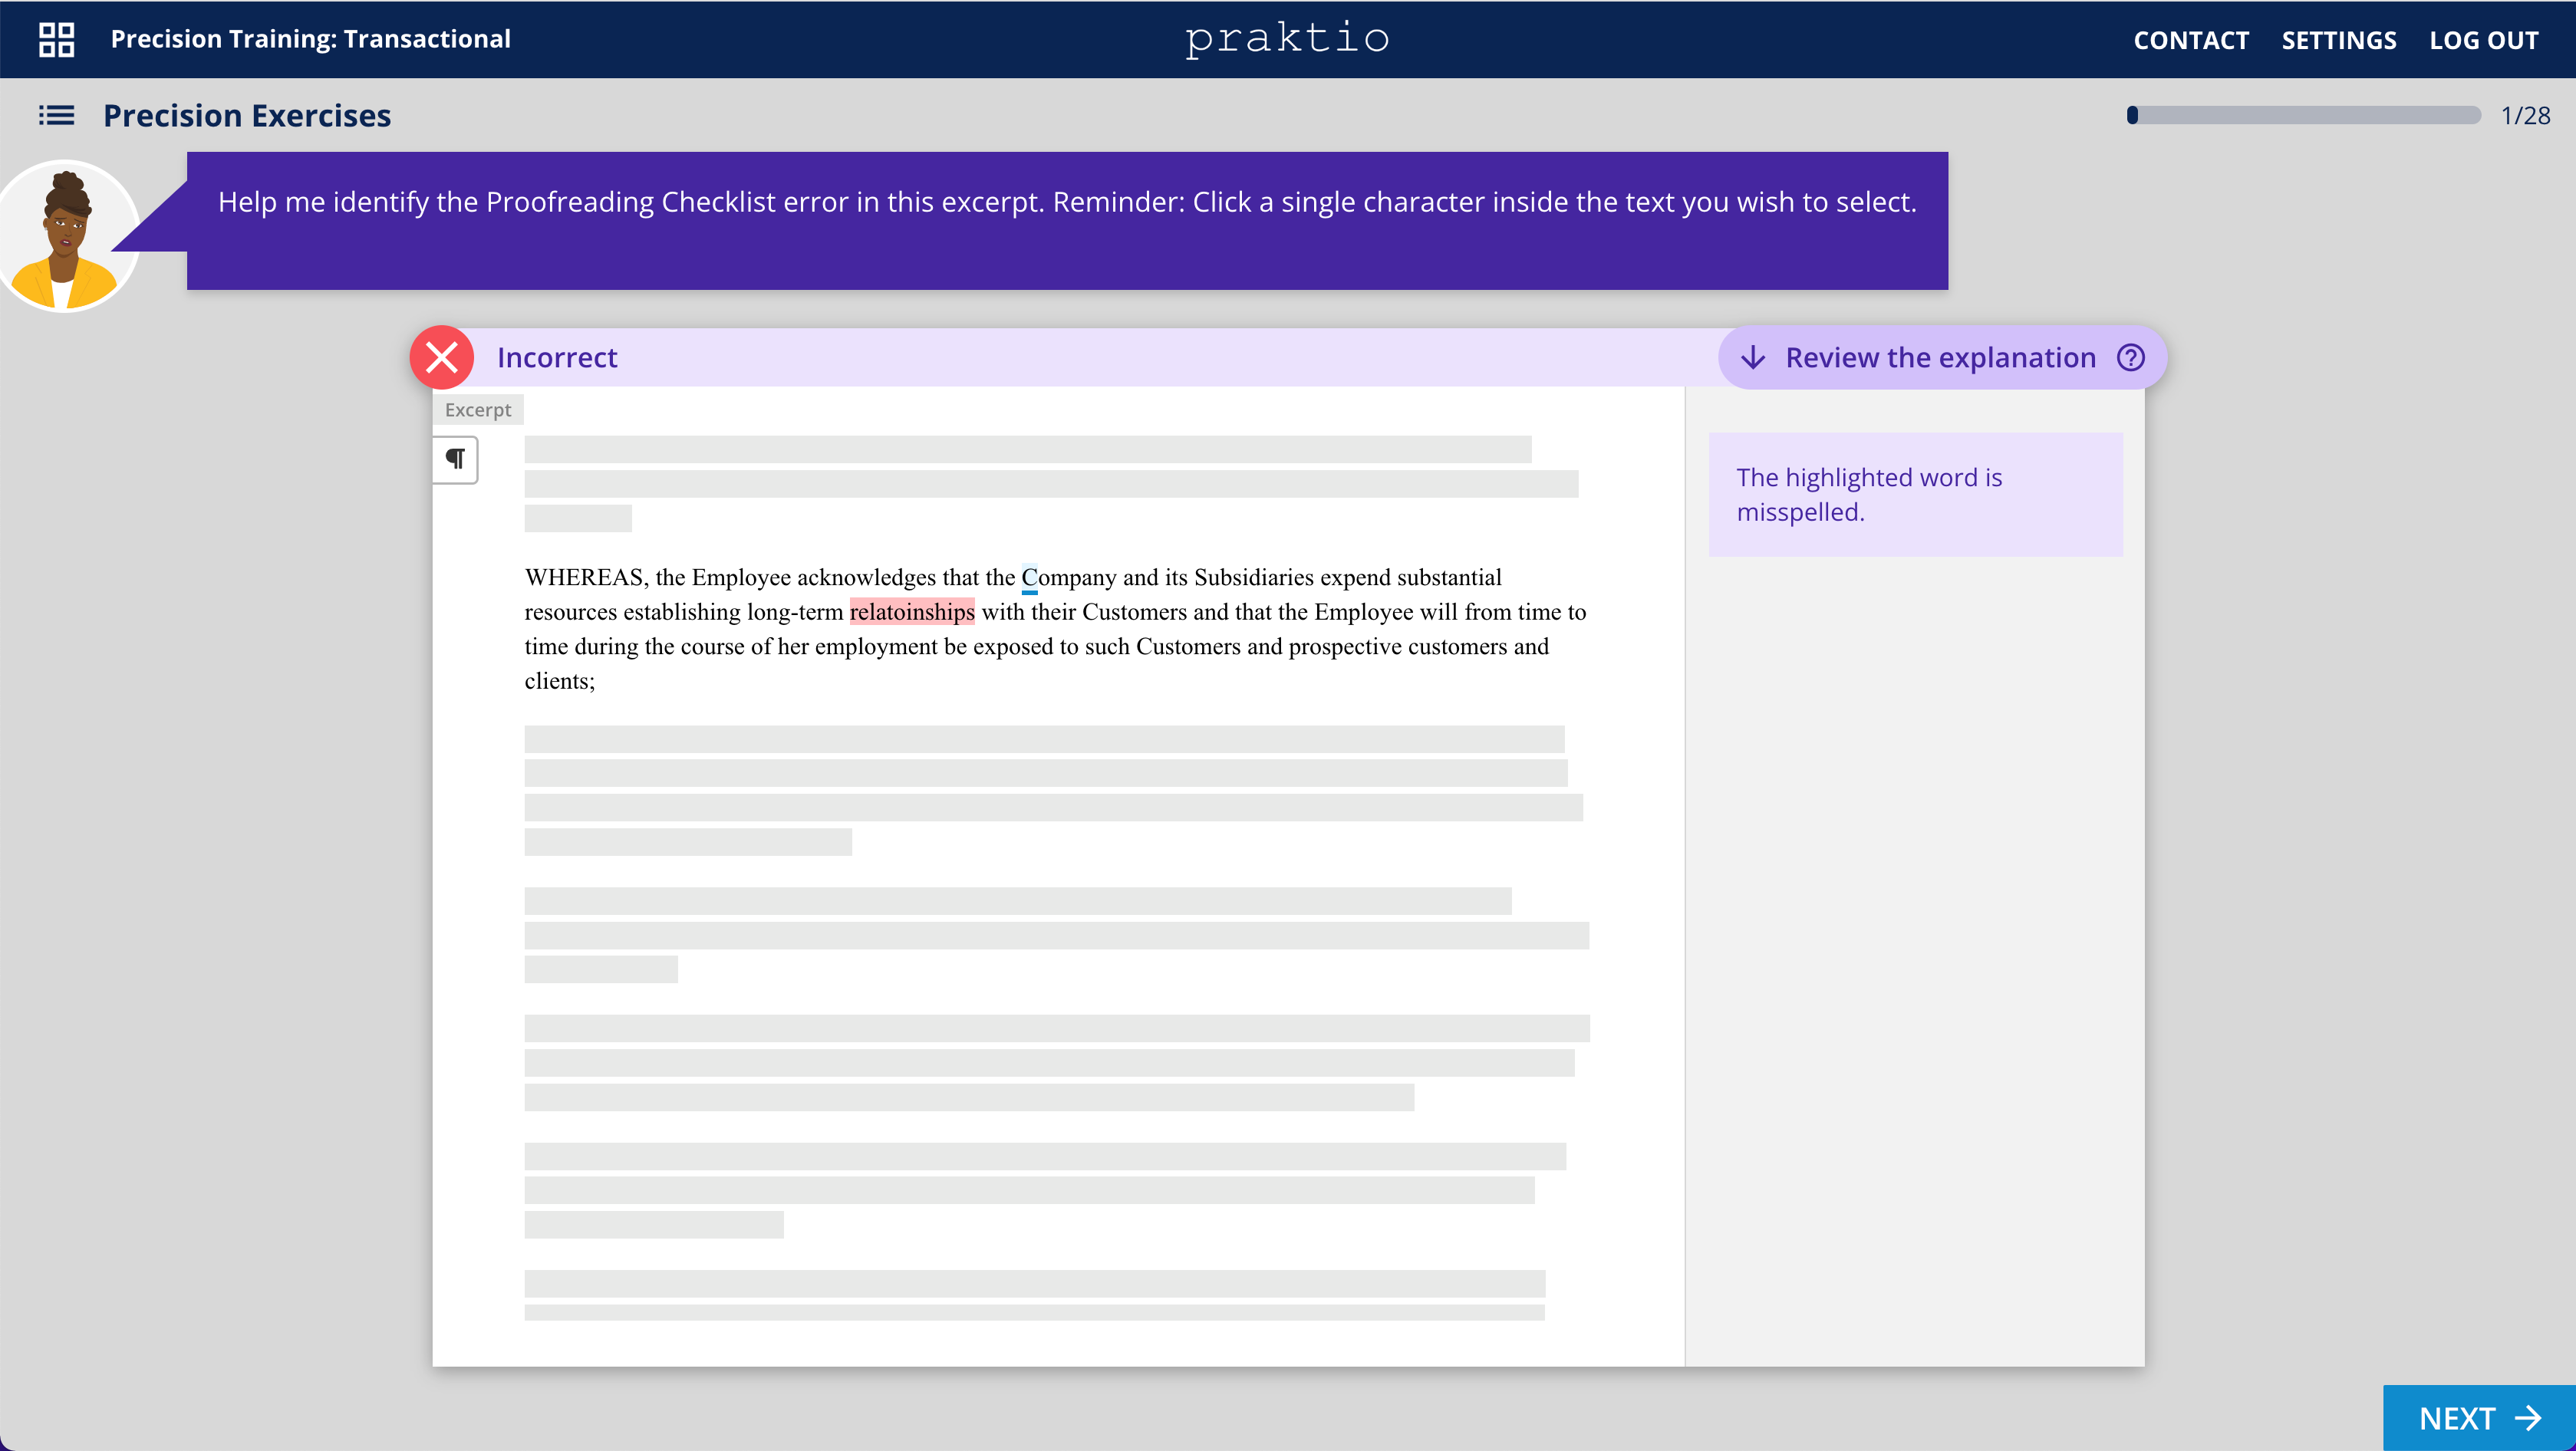 Precision Training: Transactional
praktio
CONTACT SETTINGS LOG OUT
Precision Exercises
1/28
Help me identify the Proofreading Checklist error in this excerpt. Reminder: Click a single character inside the text you wish to select.
Incorrect
Review the explanation
Excerpt
¶
WHEREAS, the Employee acknowledges that the Company and its Subsidiaries expend substantial
resources establishing long-term relatoinships with their Customers and that the Employee will from time to
time during the course of her employment be exposed to such Customers and prospective customers and
clients;
The highlighted word is
misspelled.
NEXT